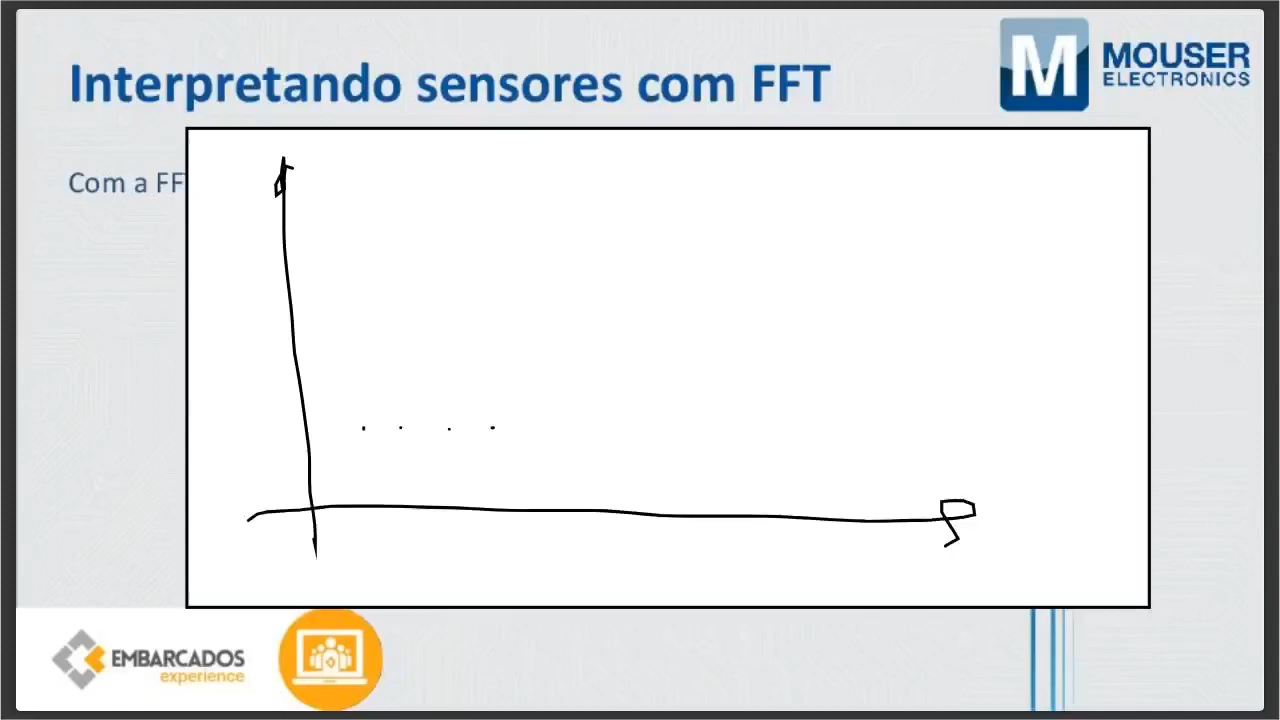 Interpretando sensores com FFT
M MOUSER
ELECTRONICS
Com a FF
EMBARCADOS
experience